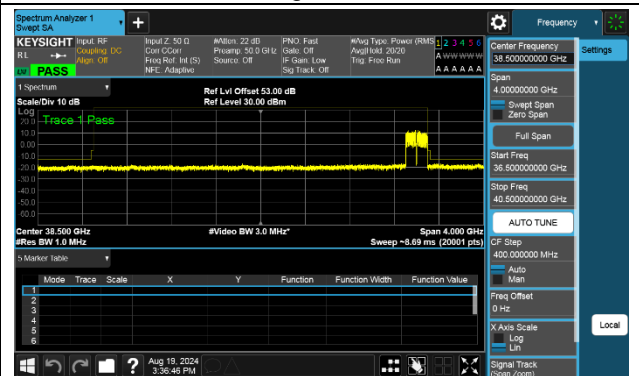 Spectrum Analyzer 1
Swept SA
Frequency
KEYSIGHT
RL
PASS
Input: RF
Coupling: DC
Align: Off
Input Z: 50 Ω
Corr CCorr
Freq Ref: Int (S)
NFE: Adaptive
#Atten: 22 dB
Preamp: 50.0 GHz
Source: Off
PNO: Fast
Gate: Off
IF Gain: Low
Sig Track: Off
#Avg Type: Power (RMS)
Avg|Hold: 20/20
Trig: Free Run
1 2 3 4 5 6
A W W W W W
A A A A A A
Center Frequency
38.500000000 GHz
Settings
Span
4.00000000 GHz
Swept Span
Zero Span
Full Span
Start Freq
36.500000000 GHz
Stop Freq
40.500000000 GHz
AUTO TUNE
CF Step
400.000000 MHz
Auto
Man
Freq Offset
0 Hz
X Axis Scale
Log
Lin
Signal Track
(Span Zoom)
Local
1 Spectrum
Scale/Div 10 dB
Ref Lvl Offset 53.00 dB
Ref Level 30.00 dBm
Log
Trace 1 Pass
20.0
10.0
0.00
-10.0
-20.0
-30.0
-40.0
-50.0
-60.0
Center 38.500 GHz
#Res BW 1.0 MHz
#Video BW 3.0 MHz*
Span 4.000 GHz
Sweep ~8.69 ms (20001 pts)
5 Marker Table
Mode Trace Scale X Y Function Function Width Function Value
1
2
3
4
5
6
Aug 19, 2024
3:36:46 PM